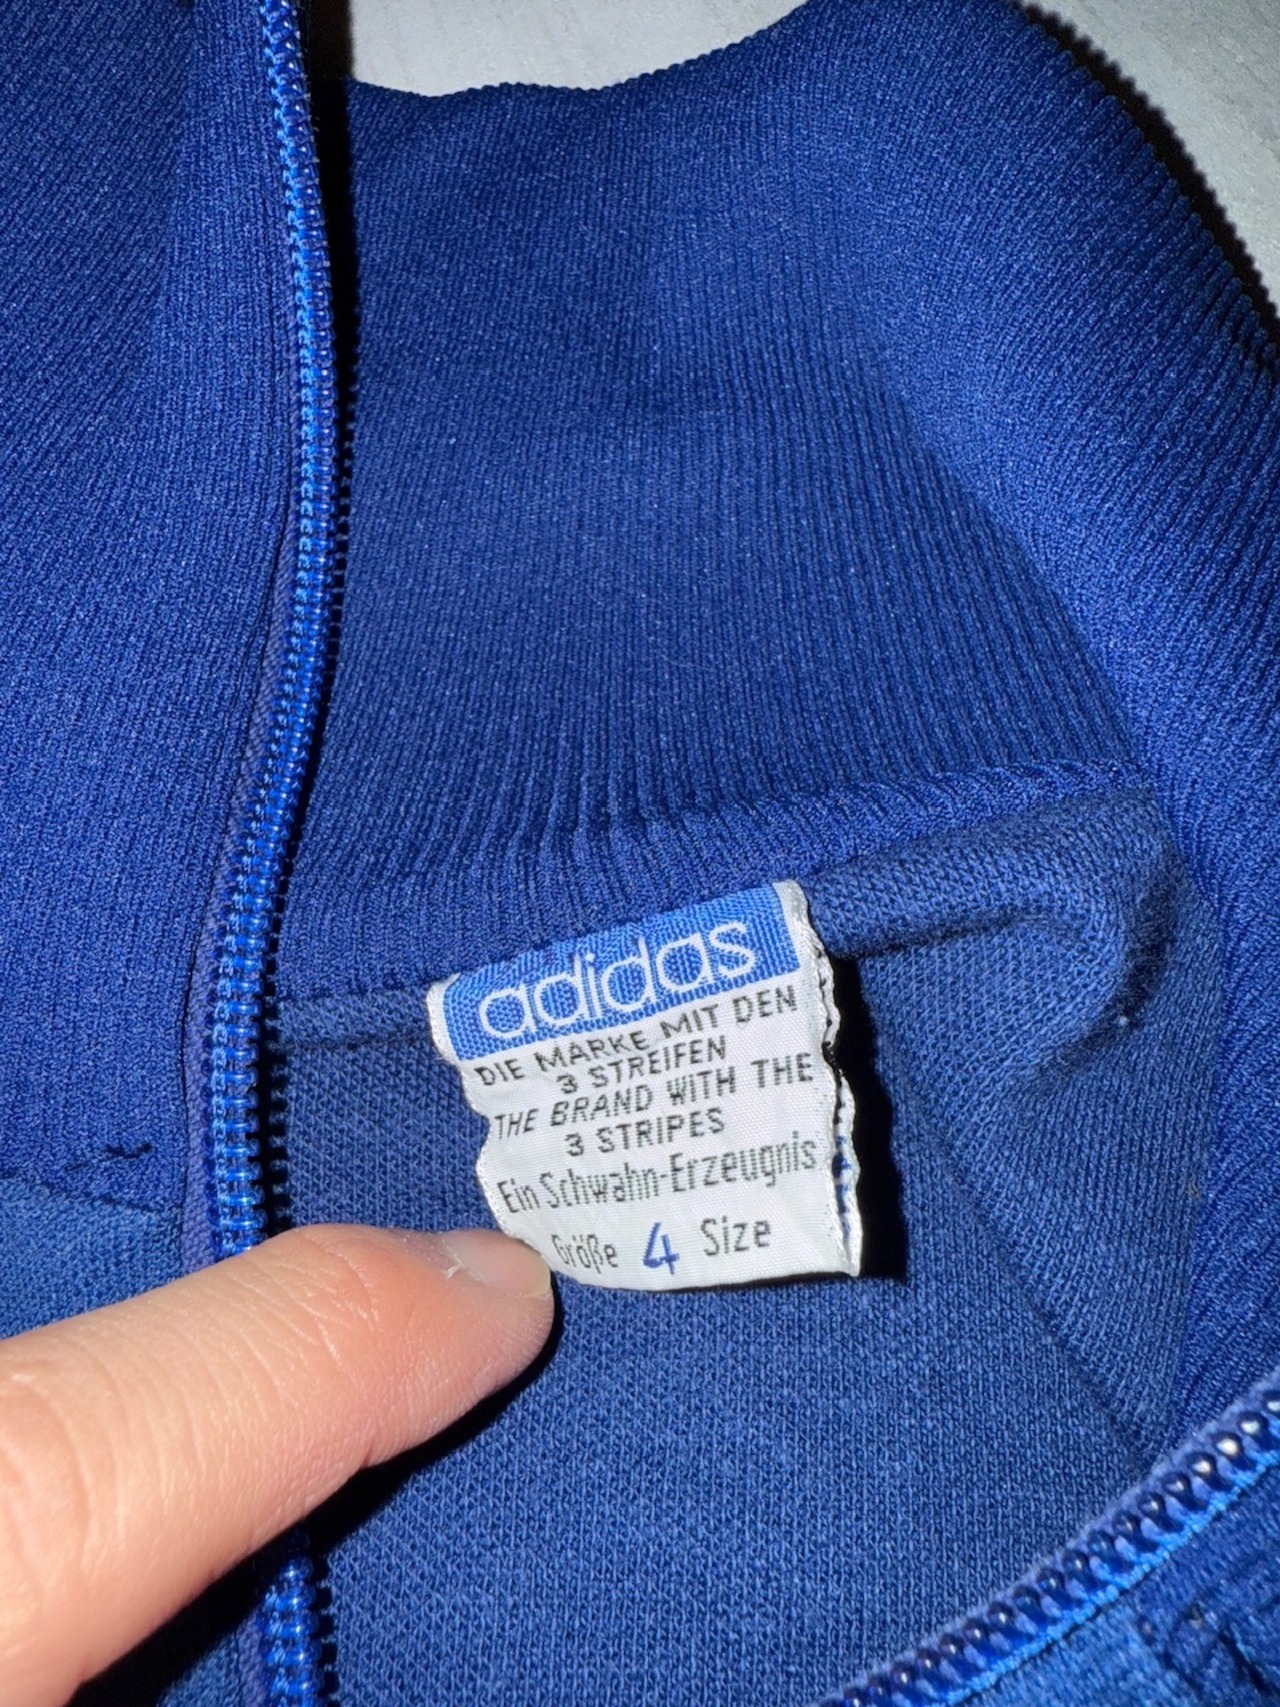 adidas
DIE MARKE MIT DEN
3 STREIFEN
THE BRAND WITH THE
3 STRIPES
Ein Schwahn-Erzeugnis
Größe 4 Size